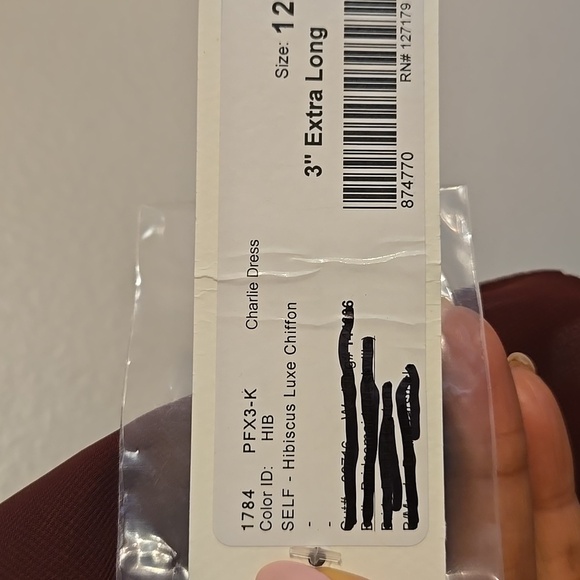 1784 PFX3-K Charlie Dress
Color ID: HIB
SELF - Hibiscus Luxe Chiffon
-
-
Size: 12
3" Extra Long
874770
RN# 127179